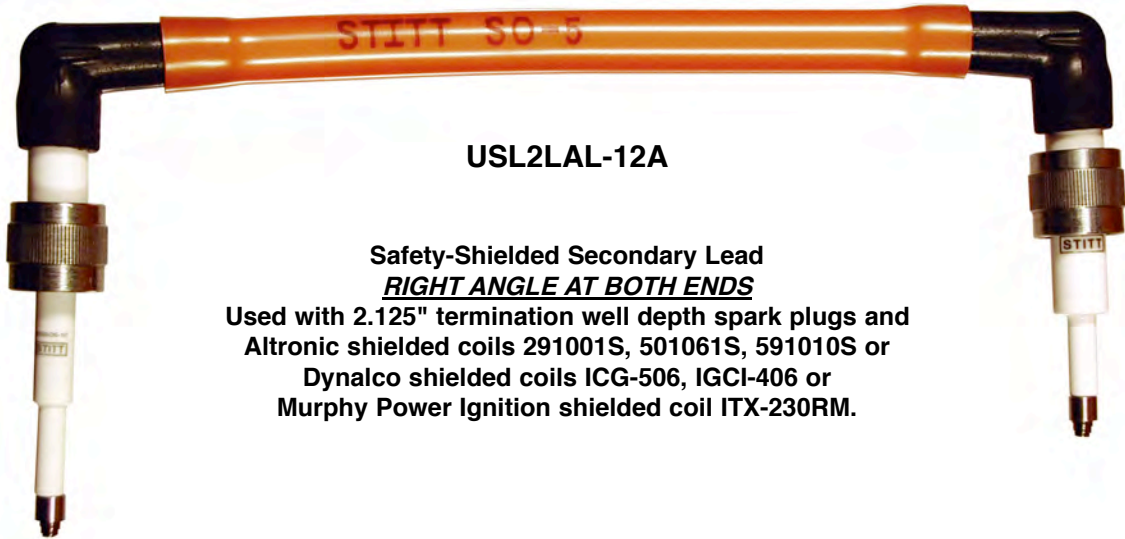 STITT SO-5
USL2LAL-12A
STITT
Safety-Shielded Secondary Lead
RIGHT ANGLE AT BOTH ENDS
Used with 2.125" termination well depth spark plugs and
Altronic shielded coils 291001S, 501061S, 591010S or
Dynalco shielded coils ICG-506, IGCI-406 or
Murphy Power Ignition shielded coil ITX-230RM.
STITT